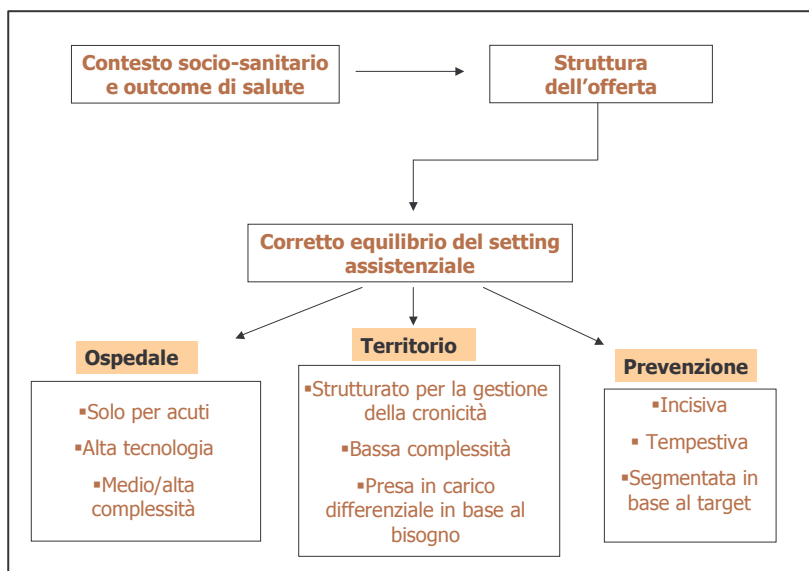 Contesto socio-sanitario
e outcome di salute
Struttura
dell’offerta
Corretto equilibrio del setting
assistenziale
Ospedale
▪Solo per acuti
▪Alta tecnologia
▪Medio/alta
complessità
Territorio
▪Strutturato per la gestione
della cronicità
▪Bassa complessità
▪Presa in carico
differenziale in base al
bisogno
Prevenzione
▪Incisiva
▪ Tempestiva
▪Segmentata in
base al target